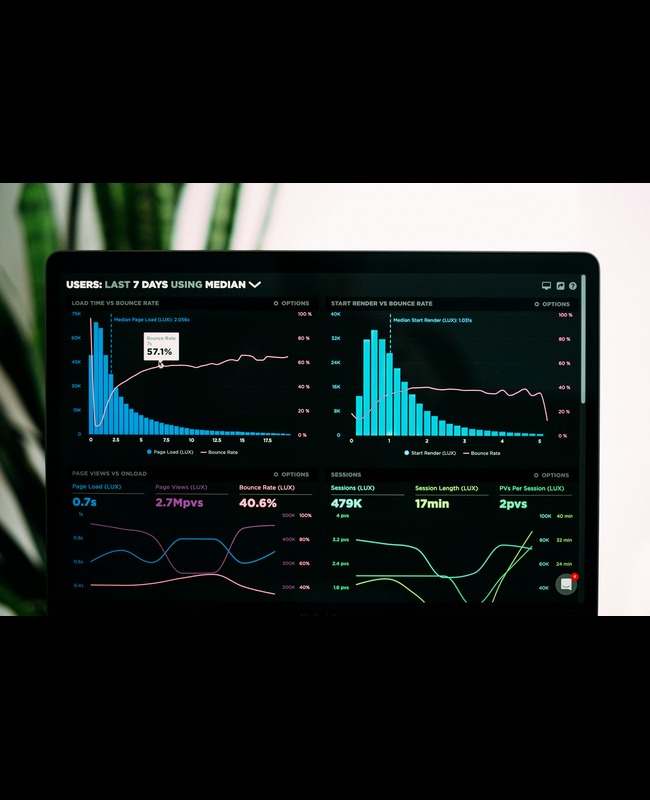 USERS: LAST 7 DAYS USING MEDIAN
LOAD TIME VS BOUNCE RATE
OPTIONS
75K
60K
45K
30K
15K
0
Median Page Load (LUX): 2.056s
Bounce Rate
7s
57.1%
100 %
80 %
60 %
40 %
20 %
0 %
0
2.5
5
7.5
10
12.5
15
17.5
Page Load (LUX)
Bounce Rate
START RENDER VS BOUNCE RATE
OPTIONS
40K
32K
24K
16K
8K
0
Median Start Render (LUX): 1.031s
100 %
80 %
60 %
40 %
20 %
0 %
0
1
2
3
4
5
Start Render (LUX)
Bounce Rate
PAGE VIEWS VS ONLOAD
OPTIONS
Page Load (LUX)
0.7s
Page Views (LUX)
2.7Mpvs
Bounce Rate (LUX)
40.6%
1s
0.8s
0.6s
0.4s
500K 100%
400K 80%
300K 60%
200K 40%
SESSIONS
OPTIONS
Sessions (LUX)
479K
Session Length (LUX)
17min
PVs Per Session (LUX)
2pvs
4 pvs
3.2 pvs
2.4 pvs
1.6 pvs
100K 40 min
80K 32 min
60K 24 min
40K
4